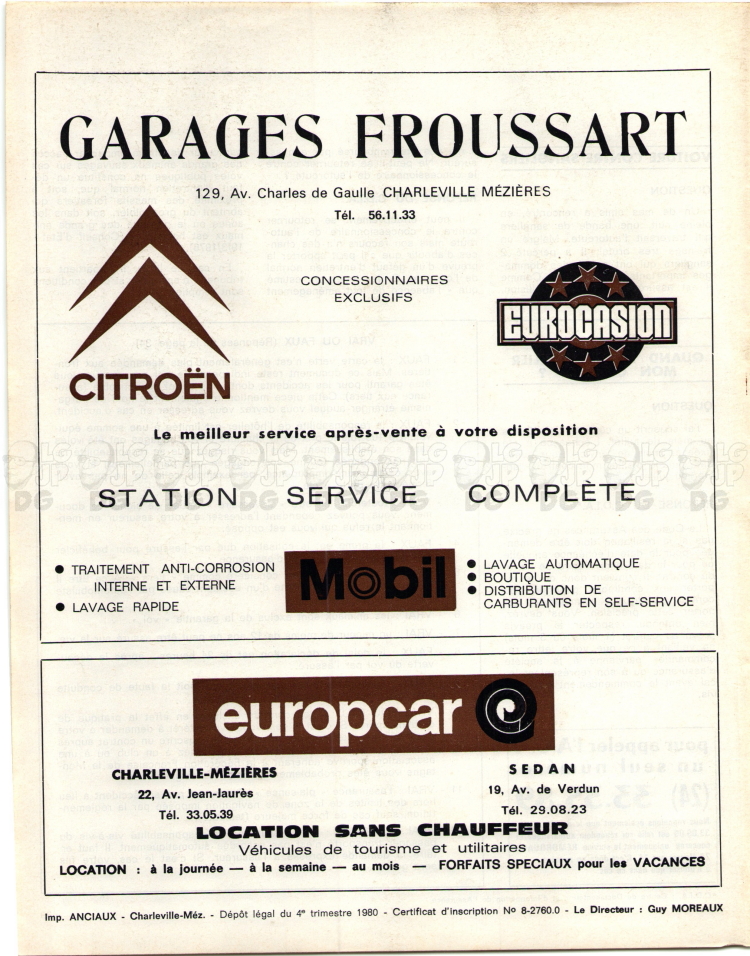 GARAGES FROUSSART
129, Av. Charles de Gaulle CHARLEVILLE MÉZIÈRES
Tél. 56.11.33
CONCESSIONNAIRES
EXCLUSIFS
EUROCASION
CITROËN
Le meilleur service après-vente à votre disposition
STATION SERVICE COMPLÈTE
● TRAITEMENT ANTI-CORROSION
INTERNE ET EXTERNE
● LAVAGE RAPIDE
Mobil
● LAVAGE AUTOMATIQUE
● BOUTIQUE
● DISTRIBUTION DE
CARBURANTS EN SELF-SERVICE
europcar
CHARLEVILLE-MÉZIÈRES
22, Av. Jean-Jaurès
Tél. 33.05.39
SEDAN
19, Av. de Verdun
Tél. 29.08.23
LOCATION SANS CHAUFFEUR
Véhicules de tourisme et utilitaires
LOCATION : à la journée — à la semaine — au mois — FORFAITS SPECIAUX pour les VACANCES
Imp. ANCIAUX - Charleville-Méz. - Dépôt légal du 4e trimestre 1980 - Certificat d'inscription No 8-2760.0 - Le Directeur : Guy MOREAUX